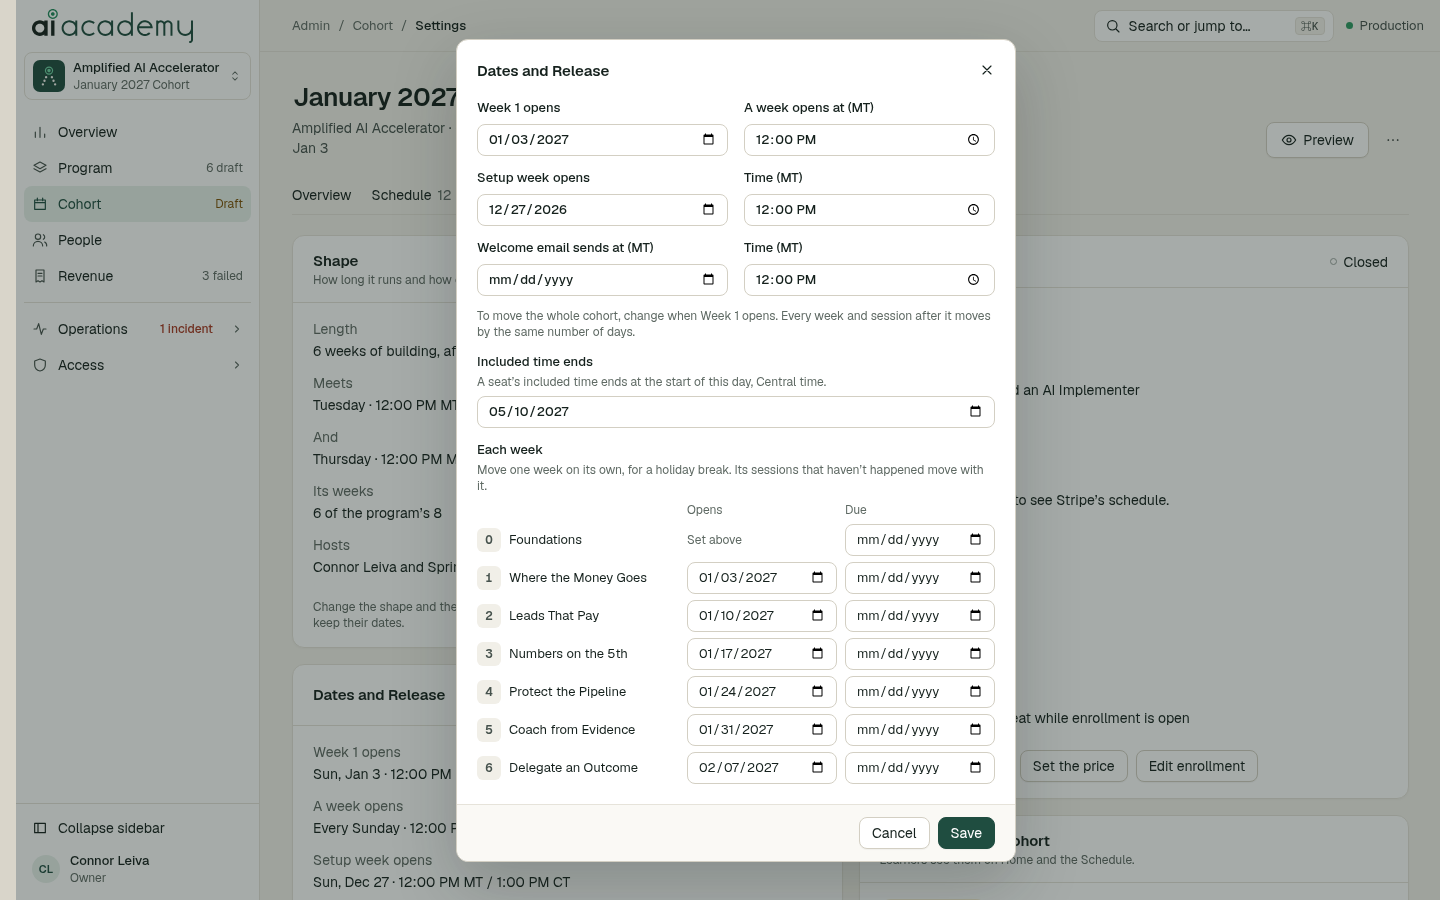 ai academy
Amplified AI Accelerator
January 2027 Cohort
Overview
Program 6 draft
Cohort Draft
People
Revenue 3 failed
Operations 1 incident
Access
Collapse sidebar
CL Connor Leiva
Owner
Admin / Cohort / Settings
Search or jump to… ⌘K
Production
January 2027
Amplified AI Accelerator ·
Jan 3
Preview
Overview Schedule 12
Shape
How long it runs and how
Length
6 weeks of building, af
Meets
Tuesday · 12:00 PM MT
And
Thursday · 12:00 PM M
Its weeks
6 of the program’s 8
Hosts
Connor Leiva and Sprin
Change the shape and the
keep their dates.
Dates and Release
Week 1 opens
Sun, Jan 3 · 12:00 PM
A week opens
Every Sunday · 12:00 P
Setup week opens
Sun, Dec 27 · 12:00 PM MT / 1:00 PM CT
Dates and Release
Week 1 opens A week opens at (MT)
01/03/2027 12:00 PM
Setup week opens Time (MT)
12/27/2026 12:00 PM
Welcome email sends at (MT) Time (MT)
mm/dd/yyyy 12:00 PM
To move the whole cohort, change when Week 1 opens. Every week and session after it moves
by the same number of days.
Included time ends
A seat’s included time ends at the start of this day, Central time.
05/10/2027
Each week
Move one week on its own, for a holiday break. Its sessions that haven’t happened move with
it.
Opens Due
0 Foundations Set above mm/dd/yyyy
1 Where the Money Goes 01/03/2027 mm/dd/yyyy
2 Leads That Pay 01/10/2027 mm/dd/yyyy
3 Numbers on the 5th 01/17/2027 mm/dd/yyyy
4 Protect the Pipeline 01/24/2027 mm/dd/yyyy
5 Coach from Evidence 01/31/2027 mm/dd/yyyy
6 Delegate an Outcome 02/07/2027 mm/dd/yyyy
Cancel Save
Closed
d an AI Implementer
to see Stripe’s schedule.
eat while enrollment is open
Set the price Edit enrollment
ohort
ome and the Schedule.